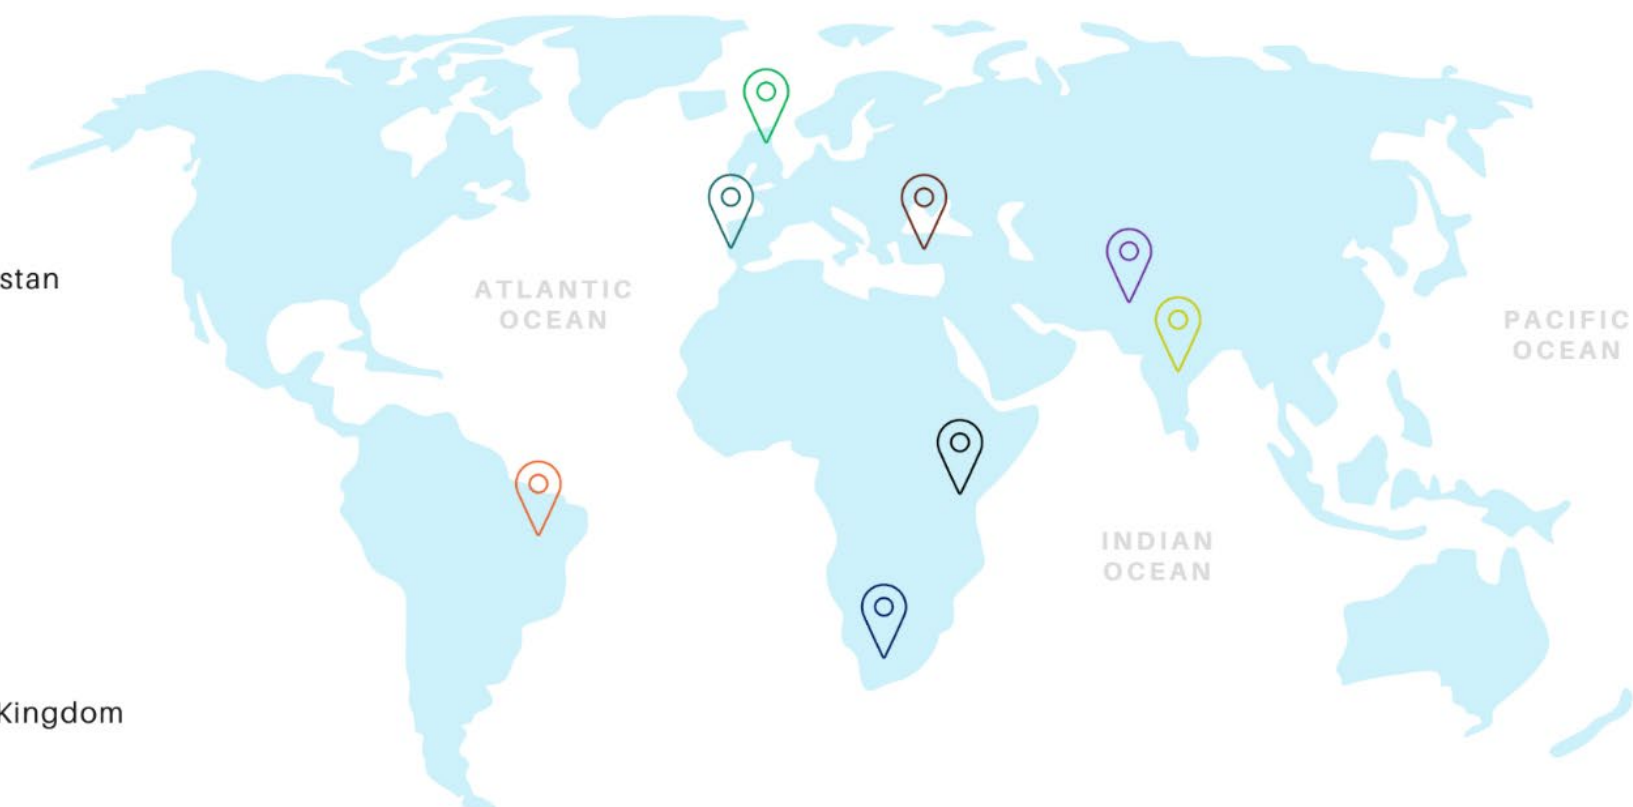 stan
ATLANTIC
OCEAN
PACIFIC
OCEAN
INDIAN
OCEAN
Kingdom